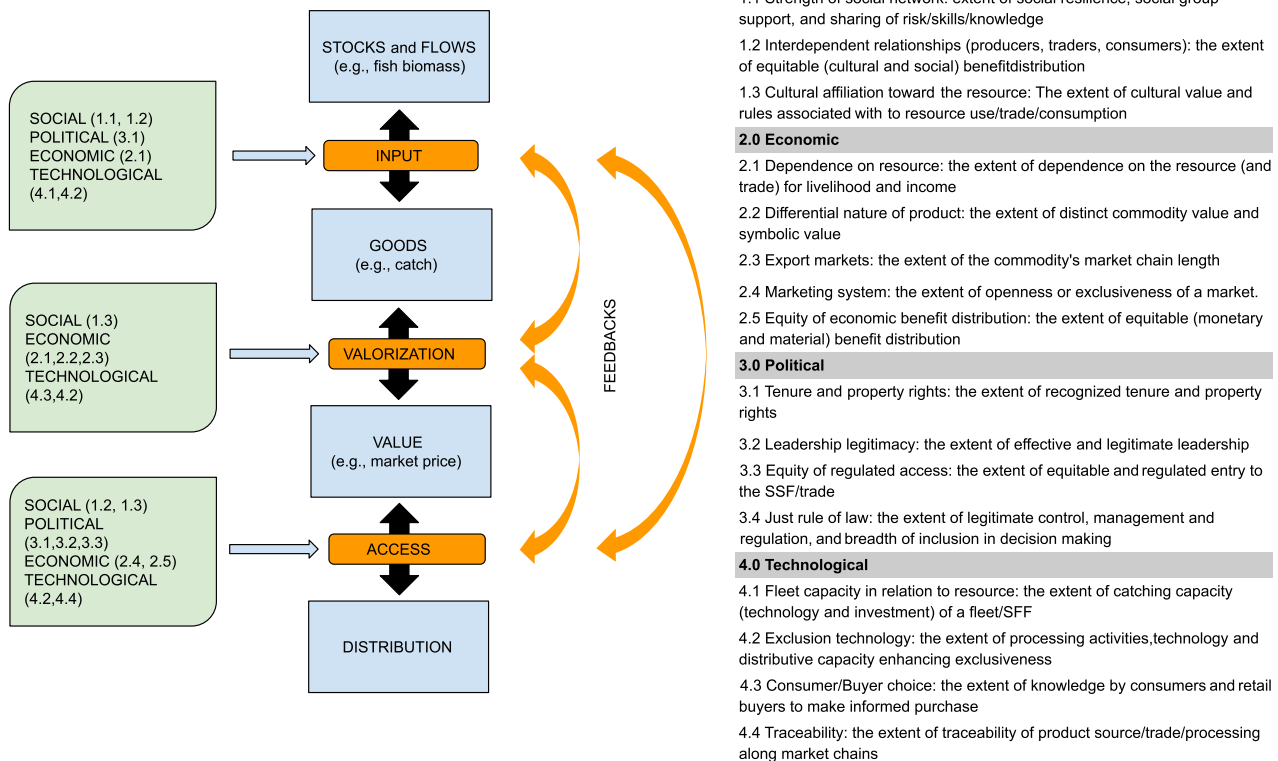 STOCKS and FLOWS
(e.g., fish biomass)
SOCIAL (1.1, 1.2)
POLITICAL (3.1)
ECONOMIC (2.1)
TECHNOLOGICAL
(4.1,4.2)
INPUT
GOODS
(e.g., catch)
SOCIAL (1.3)
ECONOMIC
(2.1,2.2,2.3)
TECHNOLOGICAL
(4.3,4.2)
VALORIZATION
VALUE
(e.g., market price)
SOCIAL (1.2, 1.3)
POLITICAL
(3.1,3.2,3.3)
ECONOMIC (2.4, 2.5)
TECHNOLOGICAL
(4.2,4.4)
ACCESS
DISTRIBUTION
FEEDBACKS
1.1 Strength of social network: extent of social resilience, social group
support, and sharing of risk/skills/knowledge
1.2 Interdependent relationships (producers, traders, consumers): the extent
of equitable (cultural and social) benefitdistribution
1.3 Cultural affiliation toward the resource: The extent of cultural value and
rules associated with to resource use/trade/consumption
2.0 Economic
2.1 Dependence on resource: the extent of dependence on the resource (and
trade) for livelihood and income
2.2 Differential nature of product: the extent of distinct commodity value and
symbolic value
2.3 Export markets: the extent of the commodity's market chain length
2.4 Marketing system: the extent of openness or exclusiveness of a market.
2.5 Equity of economic benefit distribution: the extent of equitable (monetary
and material) benefit distribution
3.0 Political
3.1 Tenure and property rights: the extent of recognized tenure and property
rights
3.2 Leadership legitimacy: the extent of effective and legitimate leadership
3.3 Equity of regulated access: the extent of equitable and regulated entry to
the SSF/trade
3.4 Just rule of law: the extent of legitimate control, management and
regulation, and breadth of inclusion in decision making
4.0 Technological
4.1 Fleet capacity in relation to resource: the extent of catching capacity
(technology and investment) of a fleet/SFF
4.2 Exclusion technology: the extent of processing activities,technology and
distributive capacity enhancing exclusiveness
4.3 Consumer/Buyer choice: the extent of knowledge by consumers and retail
buyers to make informed purchase
4.4 Traceability: the extent of traceability of product source/trade/processing
along market chains